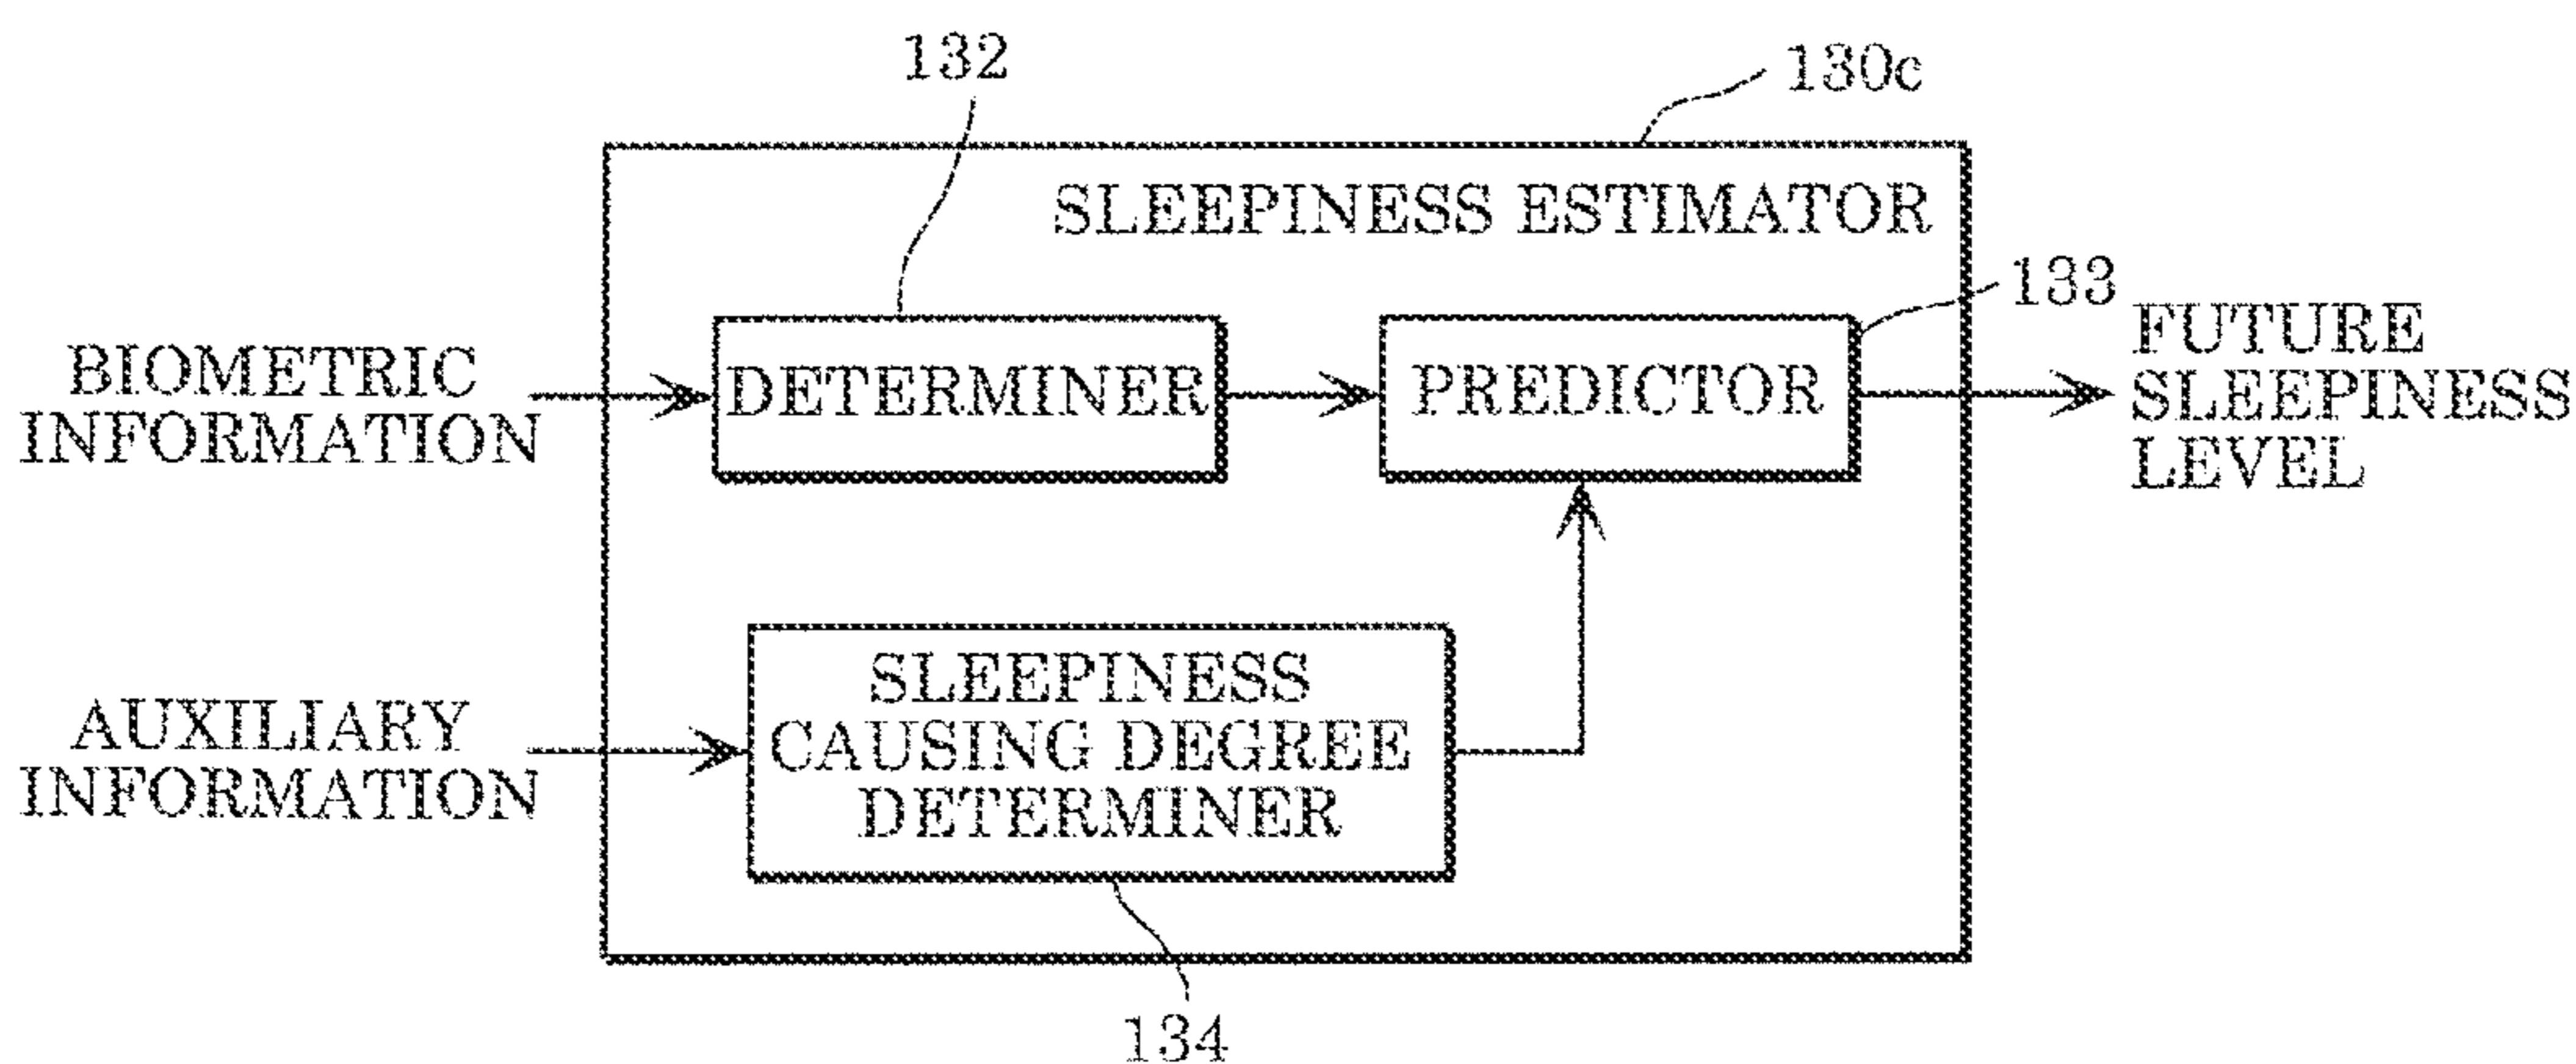 132
130c
SLEEPINESS ESTIMATOR
133
BIOMETRIC
INFORMATION
DETERMINER
PREDICTOR
FUTURE
SLEEPINESS
LEVEL
AUXILIARY
INFORMATION
SLEEPINESS
CAUSING DEGREE
DETERMINER
134